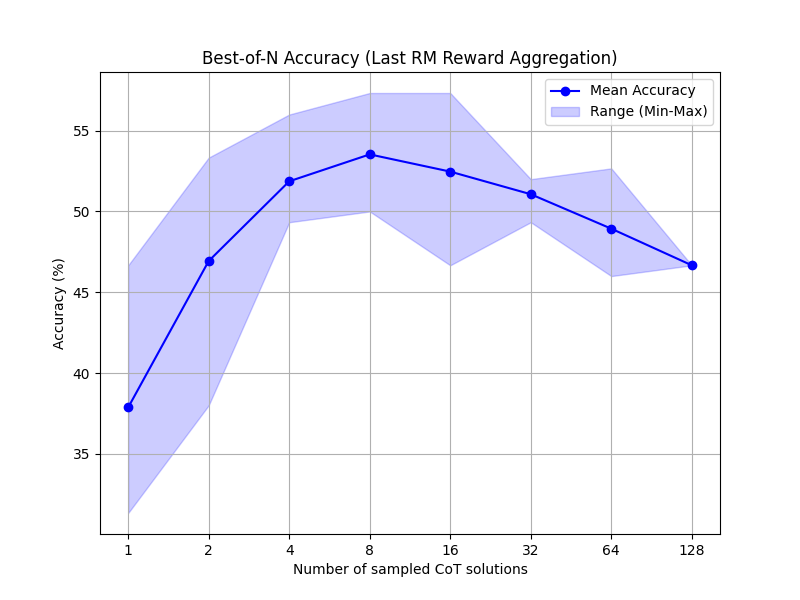 Best-of-N Accuracy (Last RM Reward Aggregation)
Mean Accuracy
Range (Min-Max)
Accuracy (%)
55
50
45
40
35
1 2 4 8 16 32 64 128
Number of sampled CoT solutions